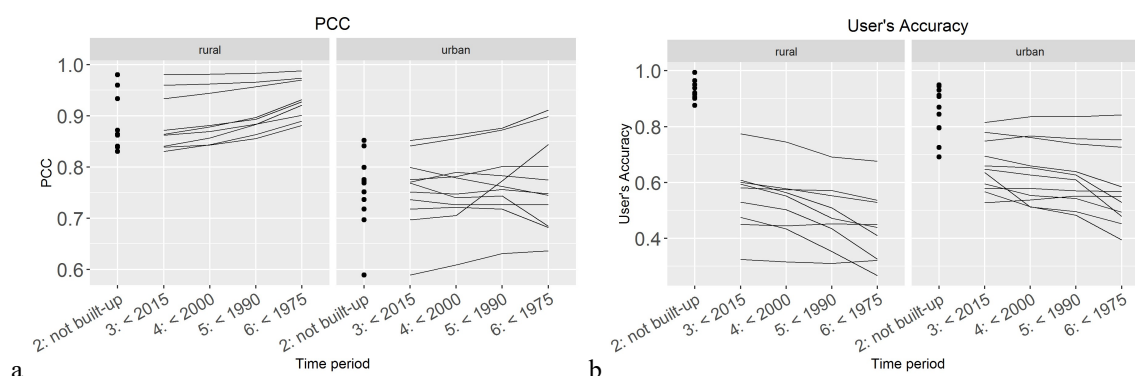 PCC
rural
urban
PCC
1.0
0.9
0.8
0.7
0.6
2: not built-up
3: < 2015
4: < 2000
5: < 1990
6: < 1975
2: not built-up
3: < 2015
4: < 2000
5: < 1990
6: < 1975
Time period
a
User's Accuracy
rural
urban
User's Accuracy
1.0
0.8
0.6
0.4
2: not built-up
3: < 2015
4: < 2000
5: < 1990
6: < 1975
2: not built-up
3: < 2015
4: < 2000
5: < 1990
6: < 1975
Time period
b